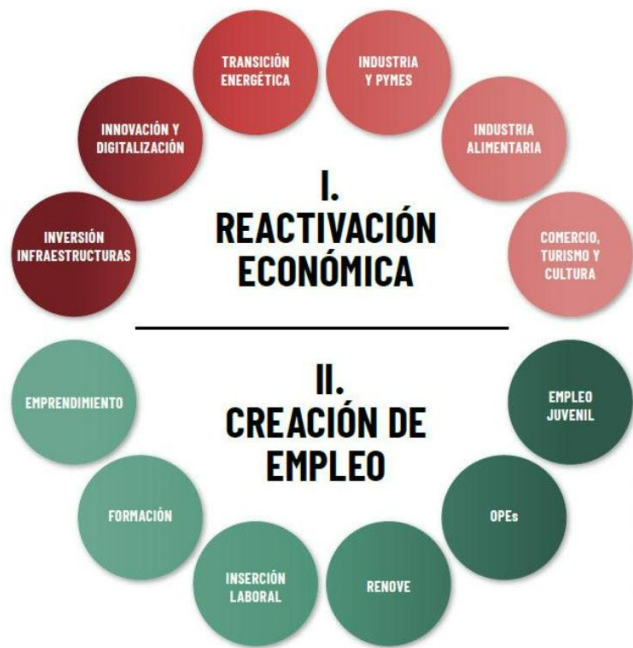 TRANSICIÓN
ENERGÉTICA
INDUSTRIA
Y PYMES
INNOVACIÓN Y
DIGITALIZACIÓN
INDUSTRIA
ALIMENTARIA
INVERSIÓN
INFRAESTRUCTURAS
I.
REACTIVACIÓN
ECONÓMICA
COMERCIO,
TURISMO Y
CULTURA
EMPRENDIMIENTO
II.
CREACIÓN DE
EMPLEO
EMPLEO
JUVENIL
FORMACIÓN
OPEs
INSERCIÓN
LABORAL
RENOVE